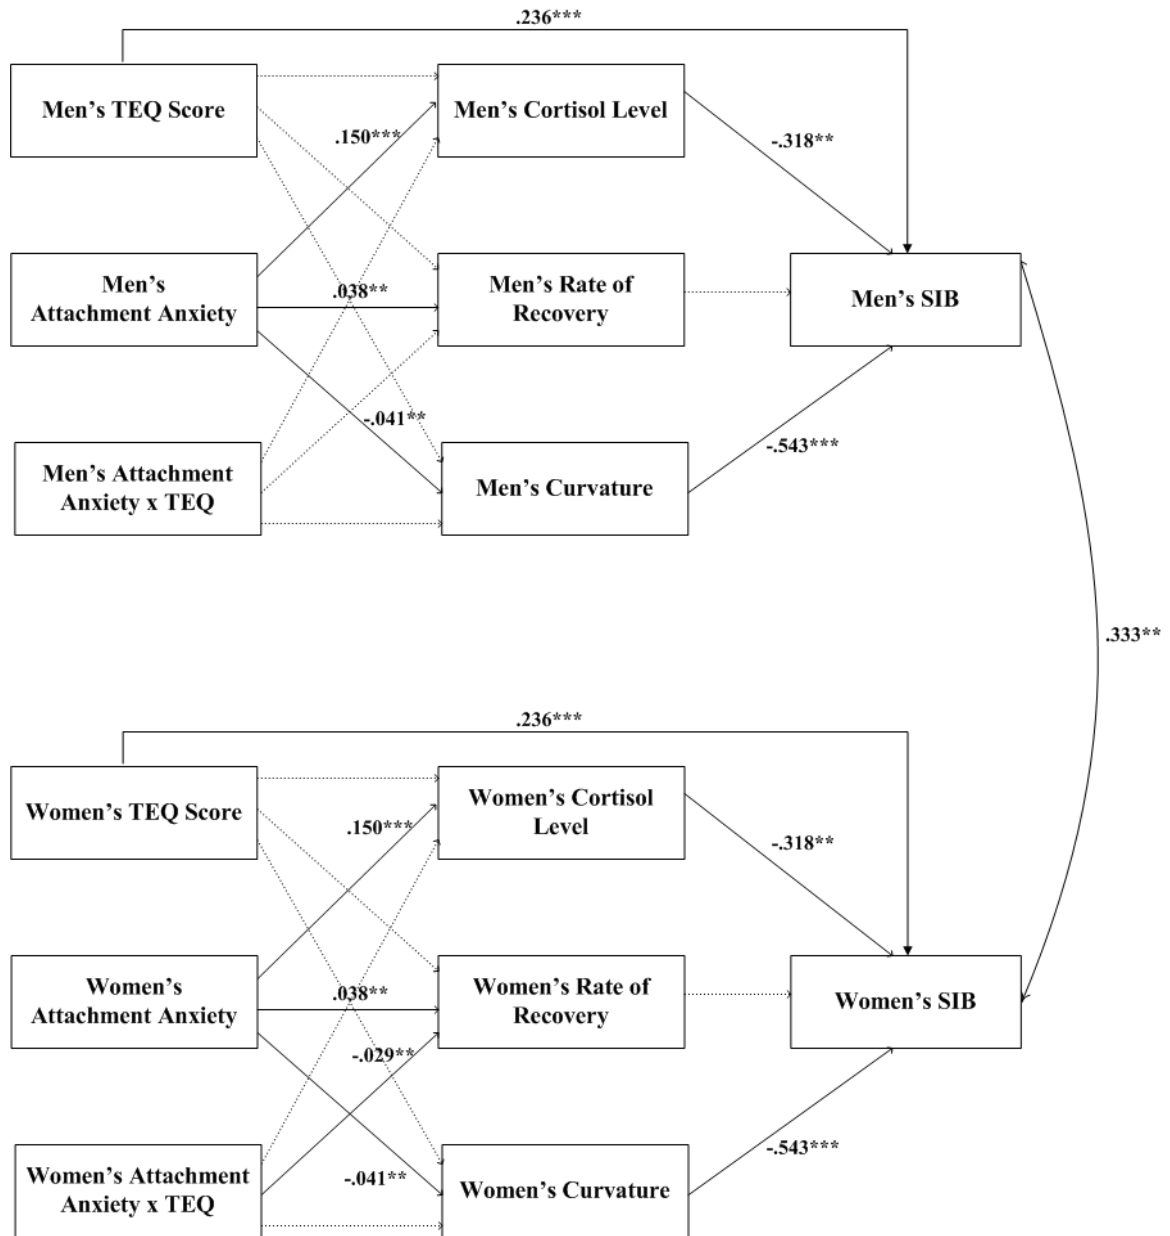 .236***
Men's TEQ Score
Men's Cortisol Level
.150***
-.318**
Men's
Attachment Anxiety
.038**
Men's Rate of
Recovery
Men's SIB
-.041**
-.543***
Men's Attachment
Anxiety x TEQ
Men's Curvature
.333**
.236***
Women's TEQ Score
Women's Cortisol
Level
.150***
-.318**
Women's
Attachment Anxiety
.038**
Women's Rate of
Recovery
Women's SIB
-.029**
-.041**
-.543***
Women's Attachment
Anxiety x TEQ
Women's Curvature